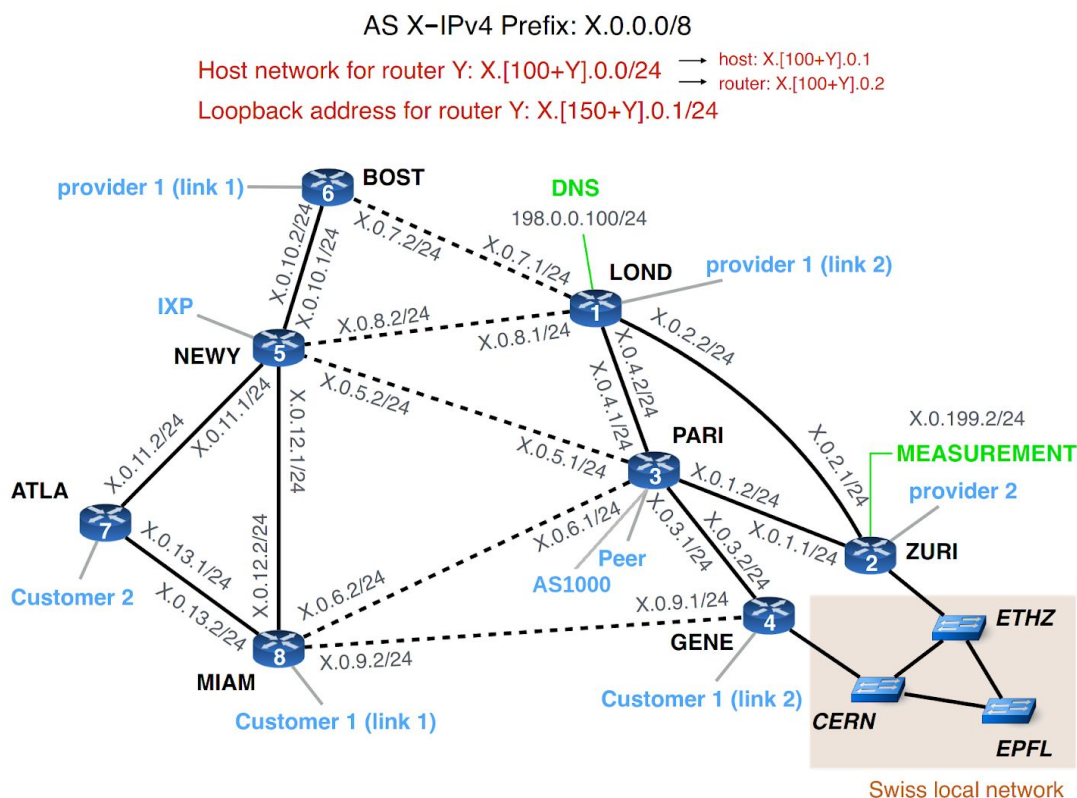 AS X−IPv4 Prefix: X.0.0.0/8
Host network for router Y: X.[100+Y].0.0/24
host: X.[100+Y].0.1
router: X.[100+Y].0.2
Loopback address for router Y: X.[150+Y].0.1/24
provider 1 (link 1)
6
BOST
DNS
198.0.0.100/24
X.0.10.2/24
X.0.10.1/24
X.0.7.2/24
X.0.7.1/24
LOND
1
provider 1 (link 2)
IXP
NEWY
5
X.0.8.2/24
X.0.8.1/24
X.0.2.2/24
X.0.4.2/24
X.0.4.1/24
X.0.5.2/24
X.0.5.1/24
X.0.11.1/24
X.0.11.2/24
X.0.12.1/24
X.0.12.2/24
PARI
3
X.0.199.2/24
MEASUREMENT
provider 2
X.0.2.1/24
X.0.1.2/24
X.0.1.1/24
ZURI
2
ATLA
7
Customer 2
X.0.13.1/24
X.0.13.2/24
X.0.6.1/24
X.0.6.2/24
Peer
AS1000
X.0.3.1/24
X.0.3.2/24
X.0.9.1/24
X.0.9.2/24
4
GENE
8
MIAM
Customer 1 (link 1)
Customer 1 (link 2)
ETHZ
CERN
EPFL
Swiss local network